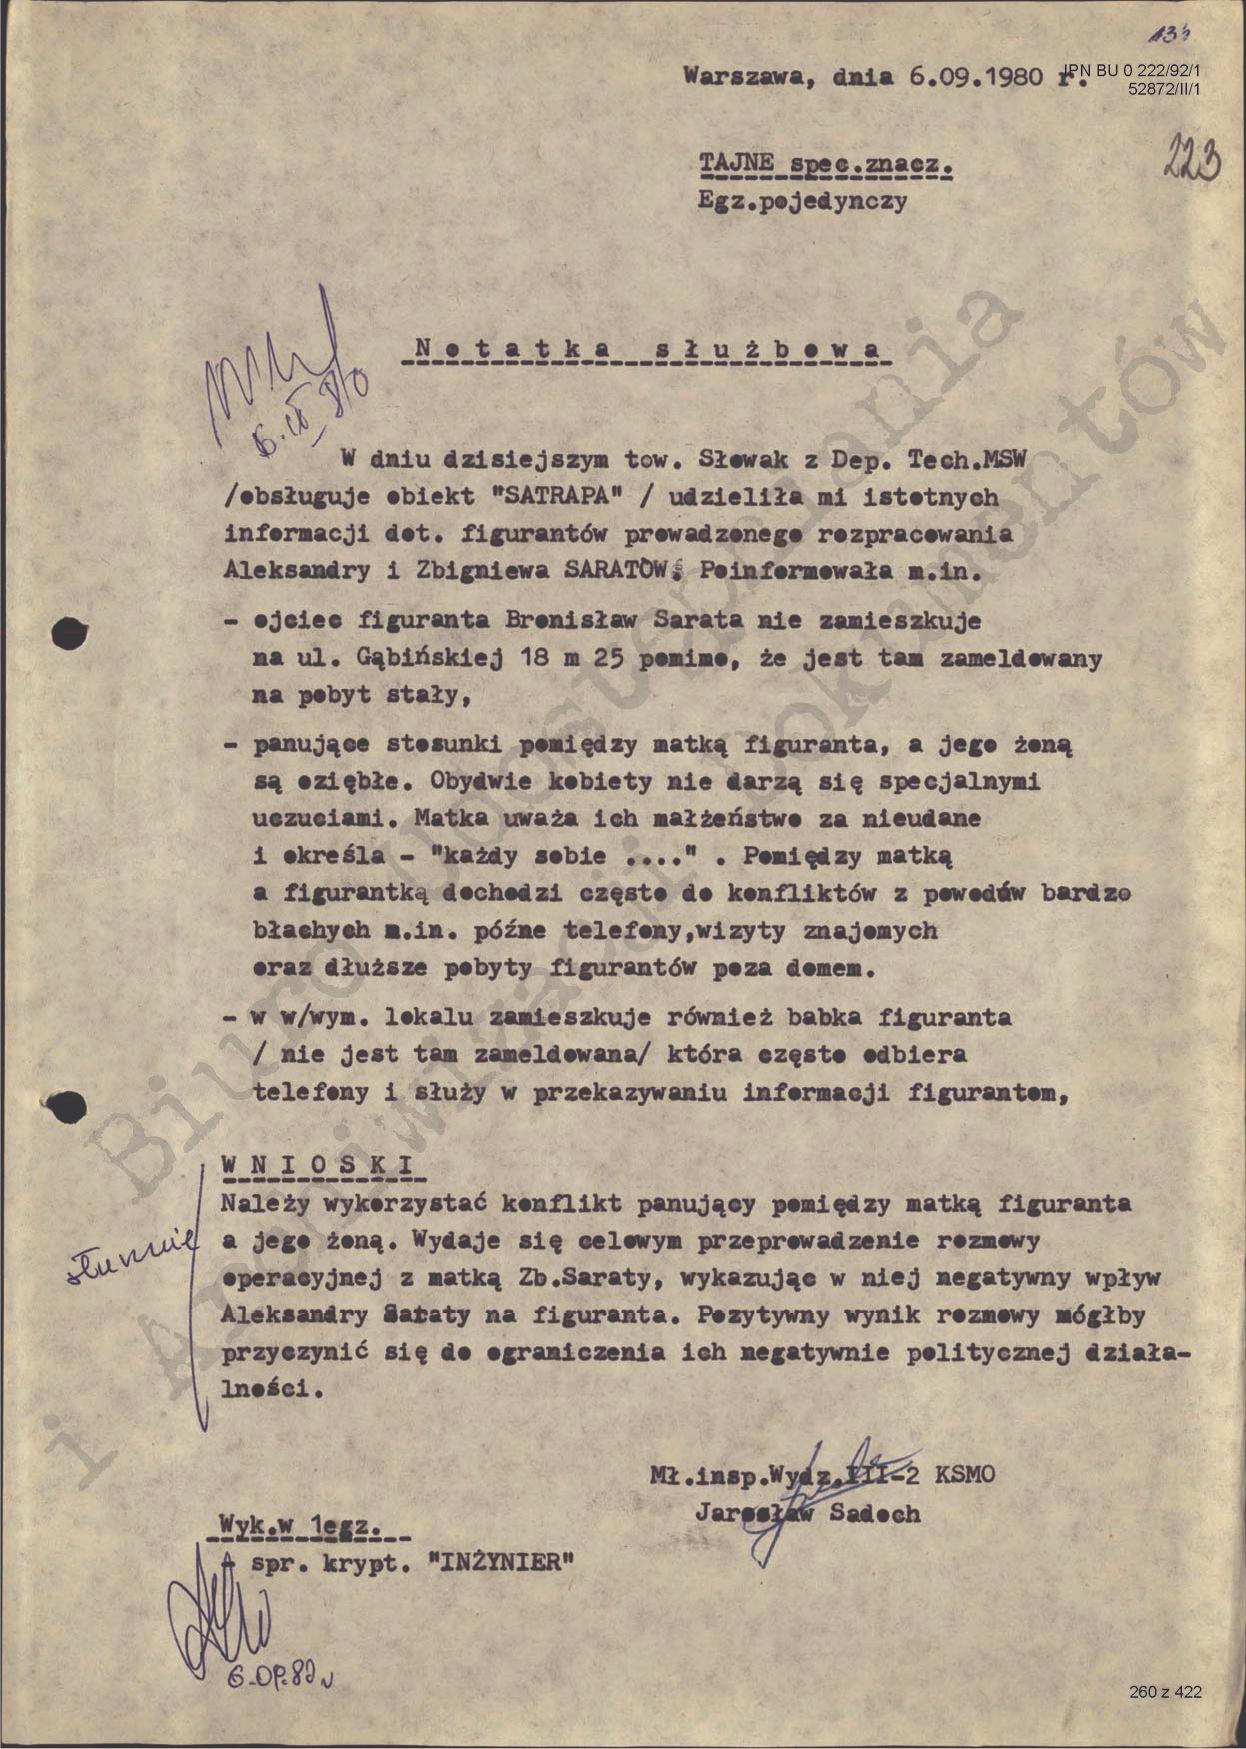 13
IPN BU 0 222/92/1
52872/II/1
Warszawa, dnia 6.09.1980 r.
223
TAJNE spec.znacz.
Egz.pojedynczy
Notatka służbowa
6.IX 80
W dniu dzisiejszym tow. Słowak z Dep. Tech.MSW
/obsługuje obiekt "SATRAPA" / udzieliła mi istotnych
informacji dot. figurantów prowadzonego rozpracowania
Aleksandry i Zbigniewa SARATÓW. Poinformowała m.in.
- ojciec figuranta Bronisław Sarata nie zamieszkuje
na ul. Gąbińskiej 18 m 25 pomimo, że jest tam zameldowany
na pobyt stały,
- panujące stosunki pomiędzy matką figuranta, a jego żoną
są oziębłe. Obydwie kobiety nie darzą się specjalnymi
uczuciami. Matka uważa ich małżeństwo za nieudane
i określa - "każdy sobie ...." . Pomiędzy matką
a figurantką dochodzi często do konfliktów z powodów bardzo
błachych m.in. późne telefony,wizyty znajomych
oraz dłuższe pobyty figurantów poza domem.
- w w/wym. lokalu zamieszkuje również babka figuranta
/ nie jest tam zameldowana/ która często odbiera
telefony i służy w przekazywaniu informacji figurantom,
WNIOSKI
Należy wykorzystać konflikt panujący pomiędzy matką figuranta
słusznie
a jego żoną. Wydaje się celowym przeprowadzenie rozmowy
operacyjnej z matką Zb.Saraty, wykazując w niej negatywny wpływ
Aleksandry Saraty na figuranta. Pozytywny wynik rozmowy mógłby
przyczynić się do ograniczenia ich negatywnie politycznej działa-
lności.
Mł.insp.Wydz.III-2 KSMO
Jarosław Sadoch
Wyk.w 1egz.
spr. krypt. "INŻYNIER"
6.09.80
Biuro Udostępniania
i Archiwizacji Dokumentów
260 z 422